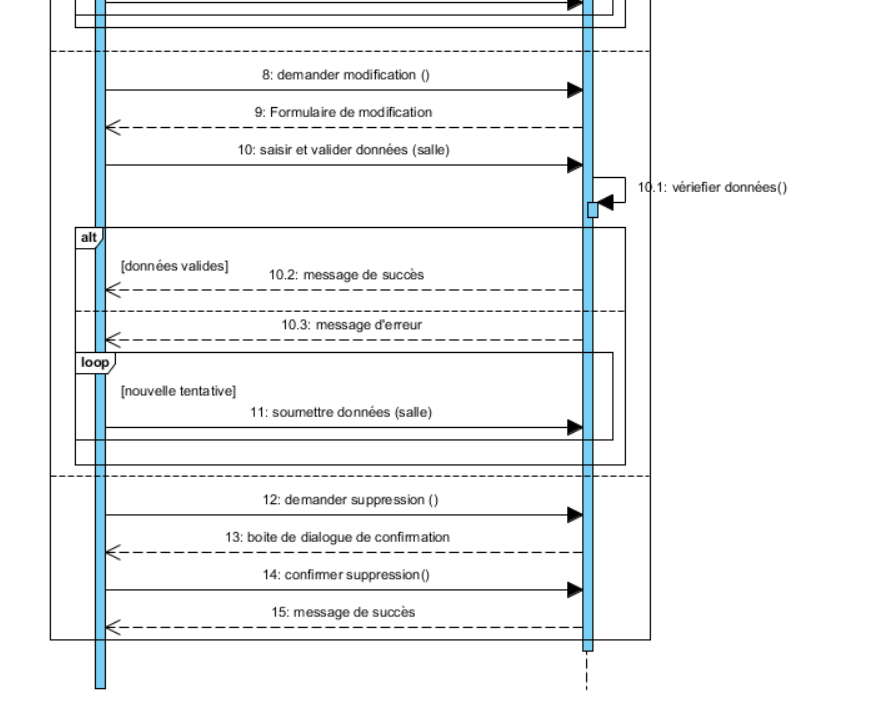 8: demander modification ()
9: Formulaire de modification
10: saisir et valider données (salle)
10.1: vériefier données()
alt
[données valides]
10.2: message de succès
10.3: message d'erreur
loop
[nouvelle tentative]
11: soumettre données (salle)
12: demander suppression ()
13: boite de dialogue de confirmation
14: confirmer suppression()
15: message de succès